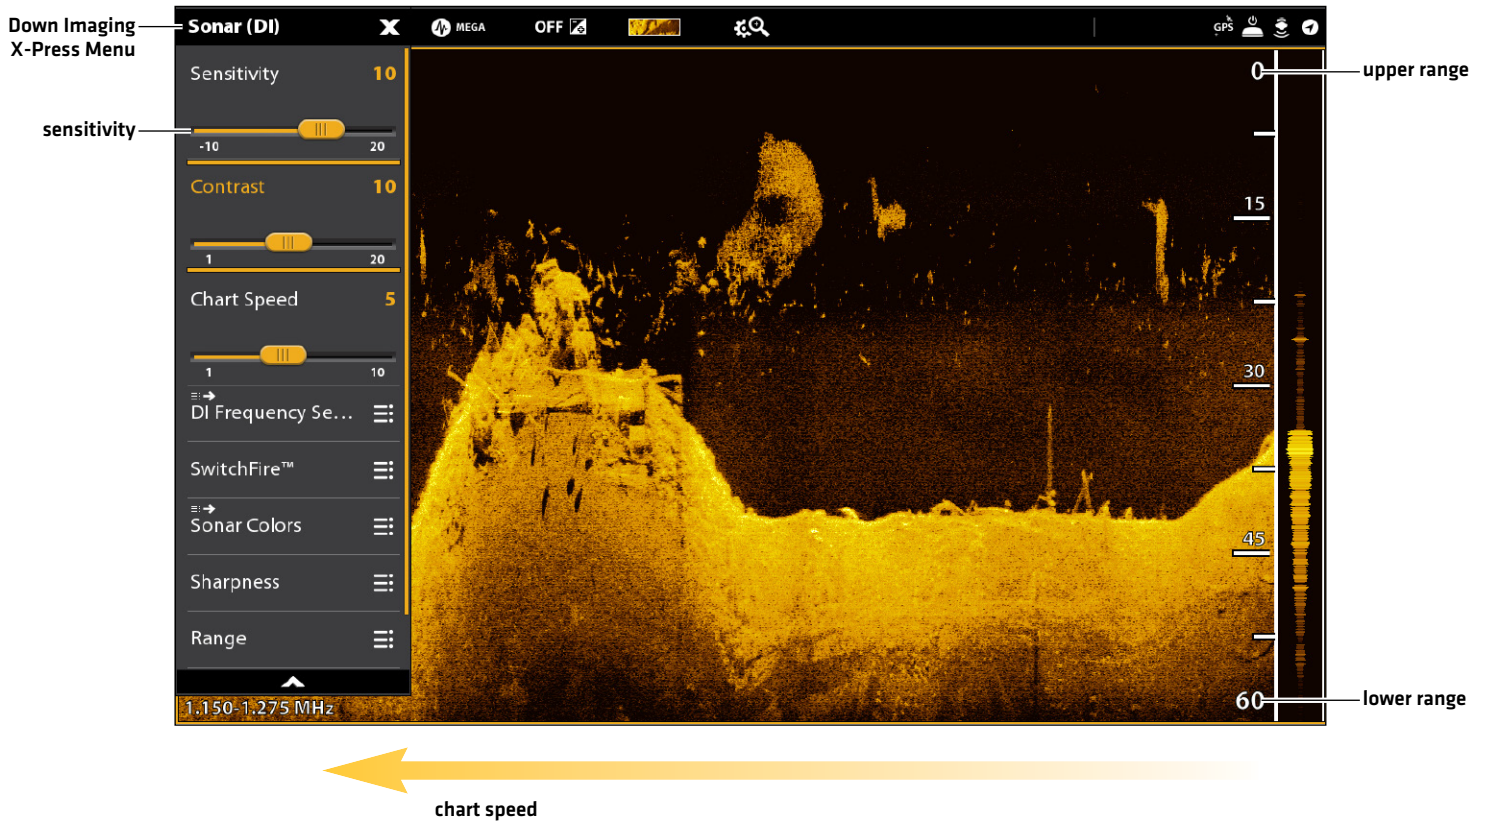 Down Imaging
X-Press Menu
Sonar (DI)
X
MEGA
OFF
GPS
Sensitivity 10
-10 20
sensitivity
Contrast 10
1 20
Chart Speed 5
1 10
DI Frequency Se...
SwitchFire™
Sonar Colors
Sharpness
Range
1.150-1.275 MHz
0
15
30
45
60
upper range
lower range
chart speed